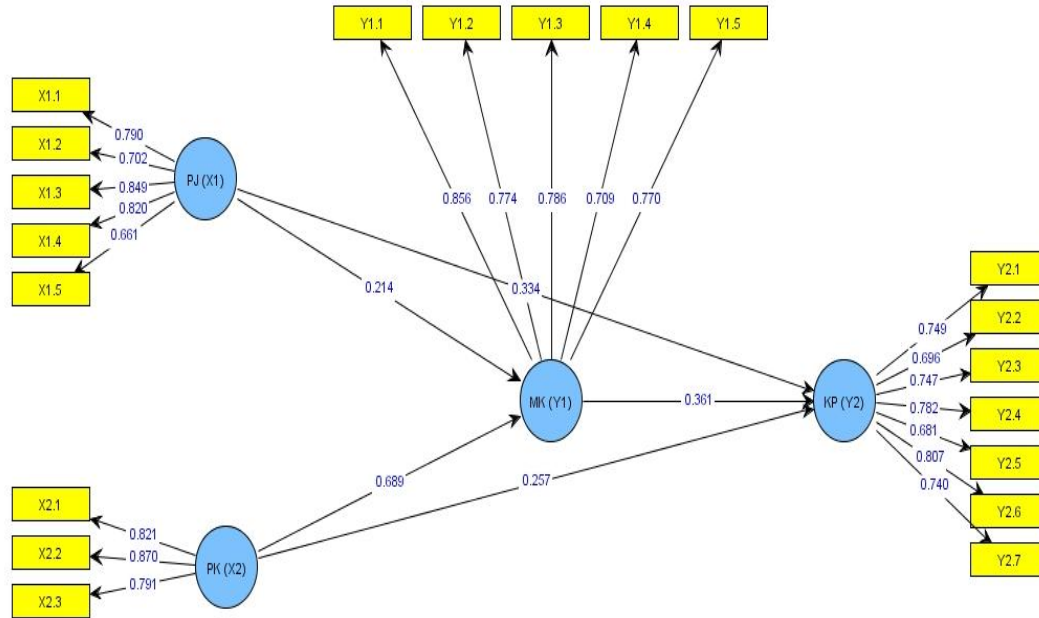 Y1.1
Y1.2
Y1.3
Y1.4
Y1.5
X1.1
X1.2
X1.3
X1.4
X1.5
0.790
0.702
0.849
0.820
0.661
PJ (X1)
0.856
0.774
0.786
0.709
0.770
0.214
0.334
MK (Y1)
0.361
KP (Y2)
0.749
0.696
0.747
0.782
0.681
0.807
0.740
Y2.1
Y2.2
Y2.3
Y2.4
Y2.5
Y2.6
Y2.7
0.689
0.257
X2.1
X2.2
X2.3
0.821
0.870
0.791
PK (X2)